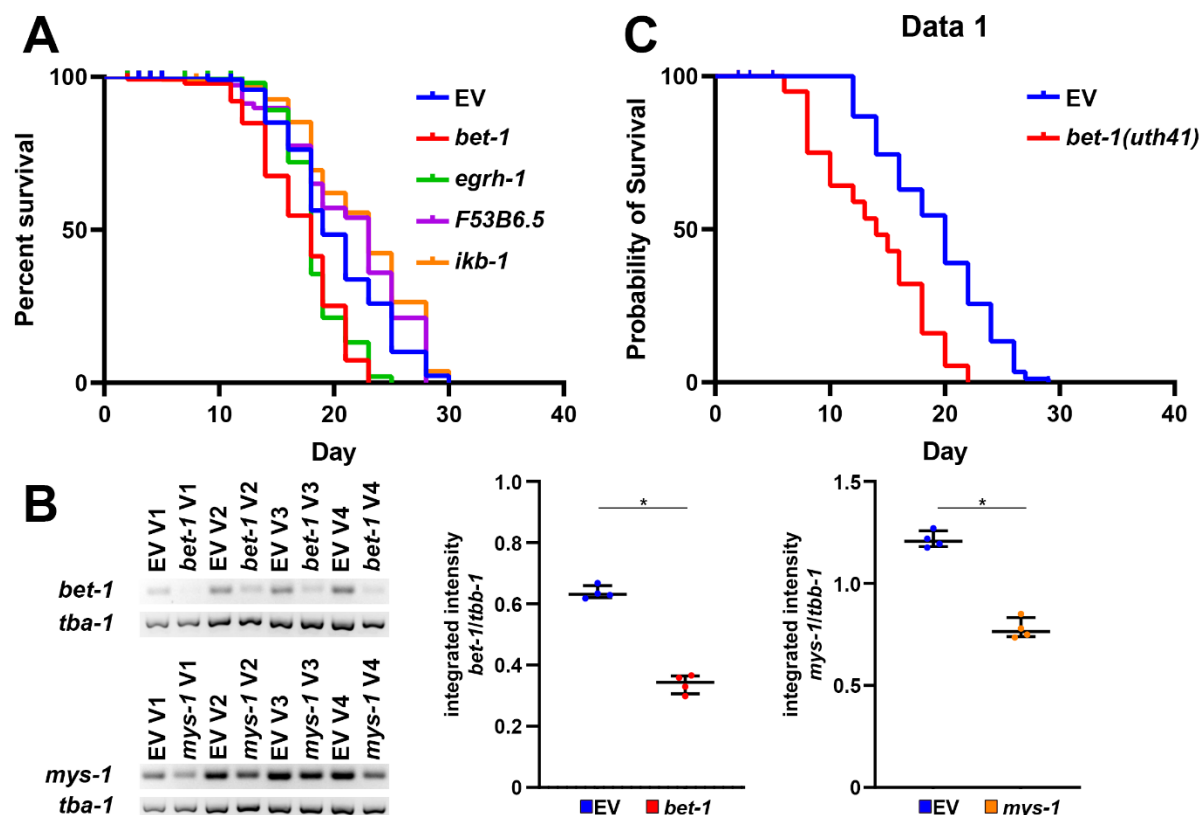 A
Percent survival
100
50
0
0
10
20
30
40
Day
EV
bet-1
egrh-1
F53B6.5
ikb-1
C
Data 1
Probability of Survival
100
50
0
0
10
20
30
40
Day
EV
bet-1(uth41)
B
EV V1
bet-1 V1
EV V2
bet-1 V2
EV V3
bet-1 V3
EV V4
bet-1 V4
bet-1
tba-1
EV V1
mys-1 V1
EV V2
mys-1 V2
EV V3
mys-1 V3
EV V4
mys-1 V4
mys-1
tba-1
integrated intensity
bet-1/tbb-1
1.0
0.8
0.6
0.4
0.2
0
*
EV
bet-1
integrated intensity
mys-1/tbb-1
1.5
1.0
1.5
0
*
EV
mys-1